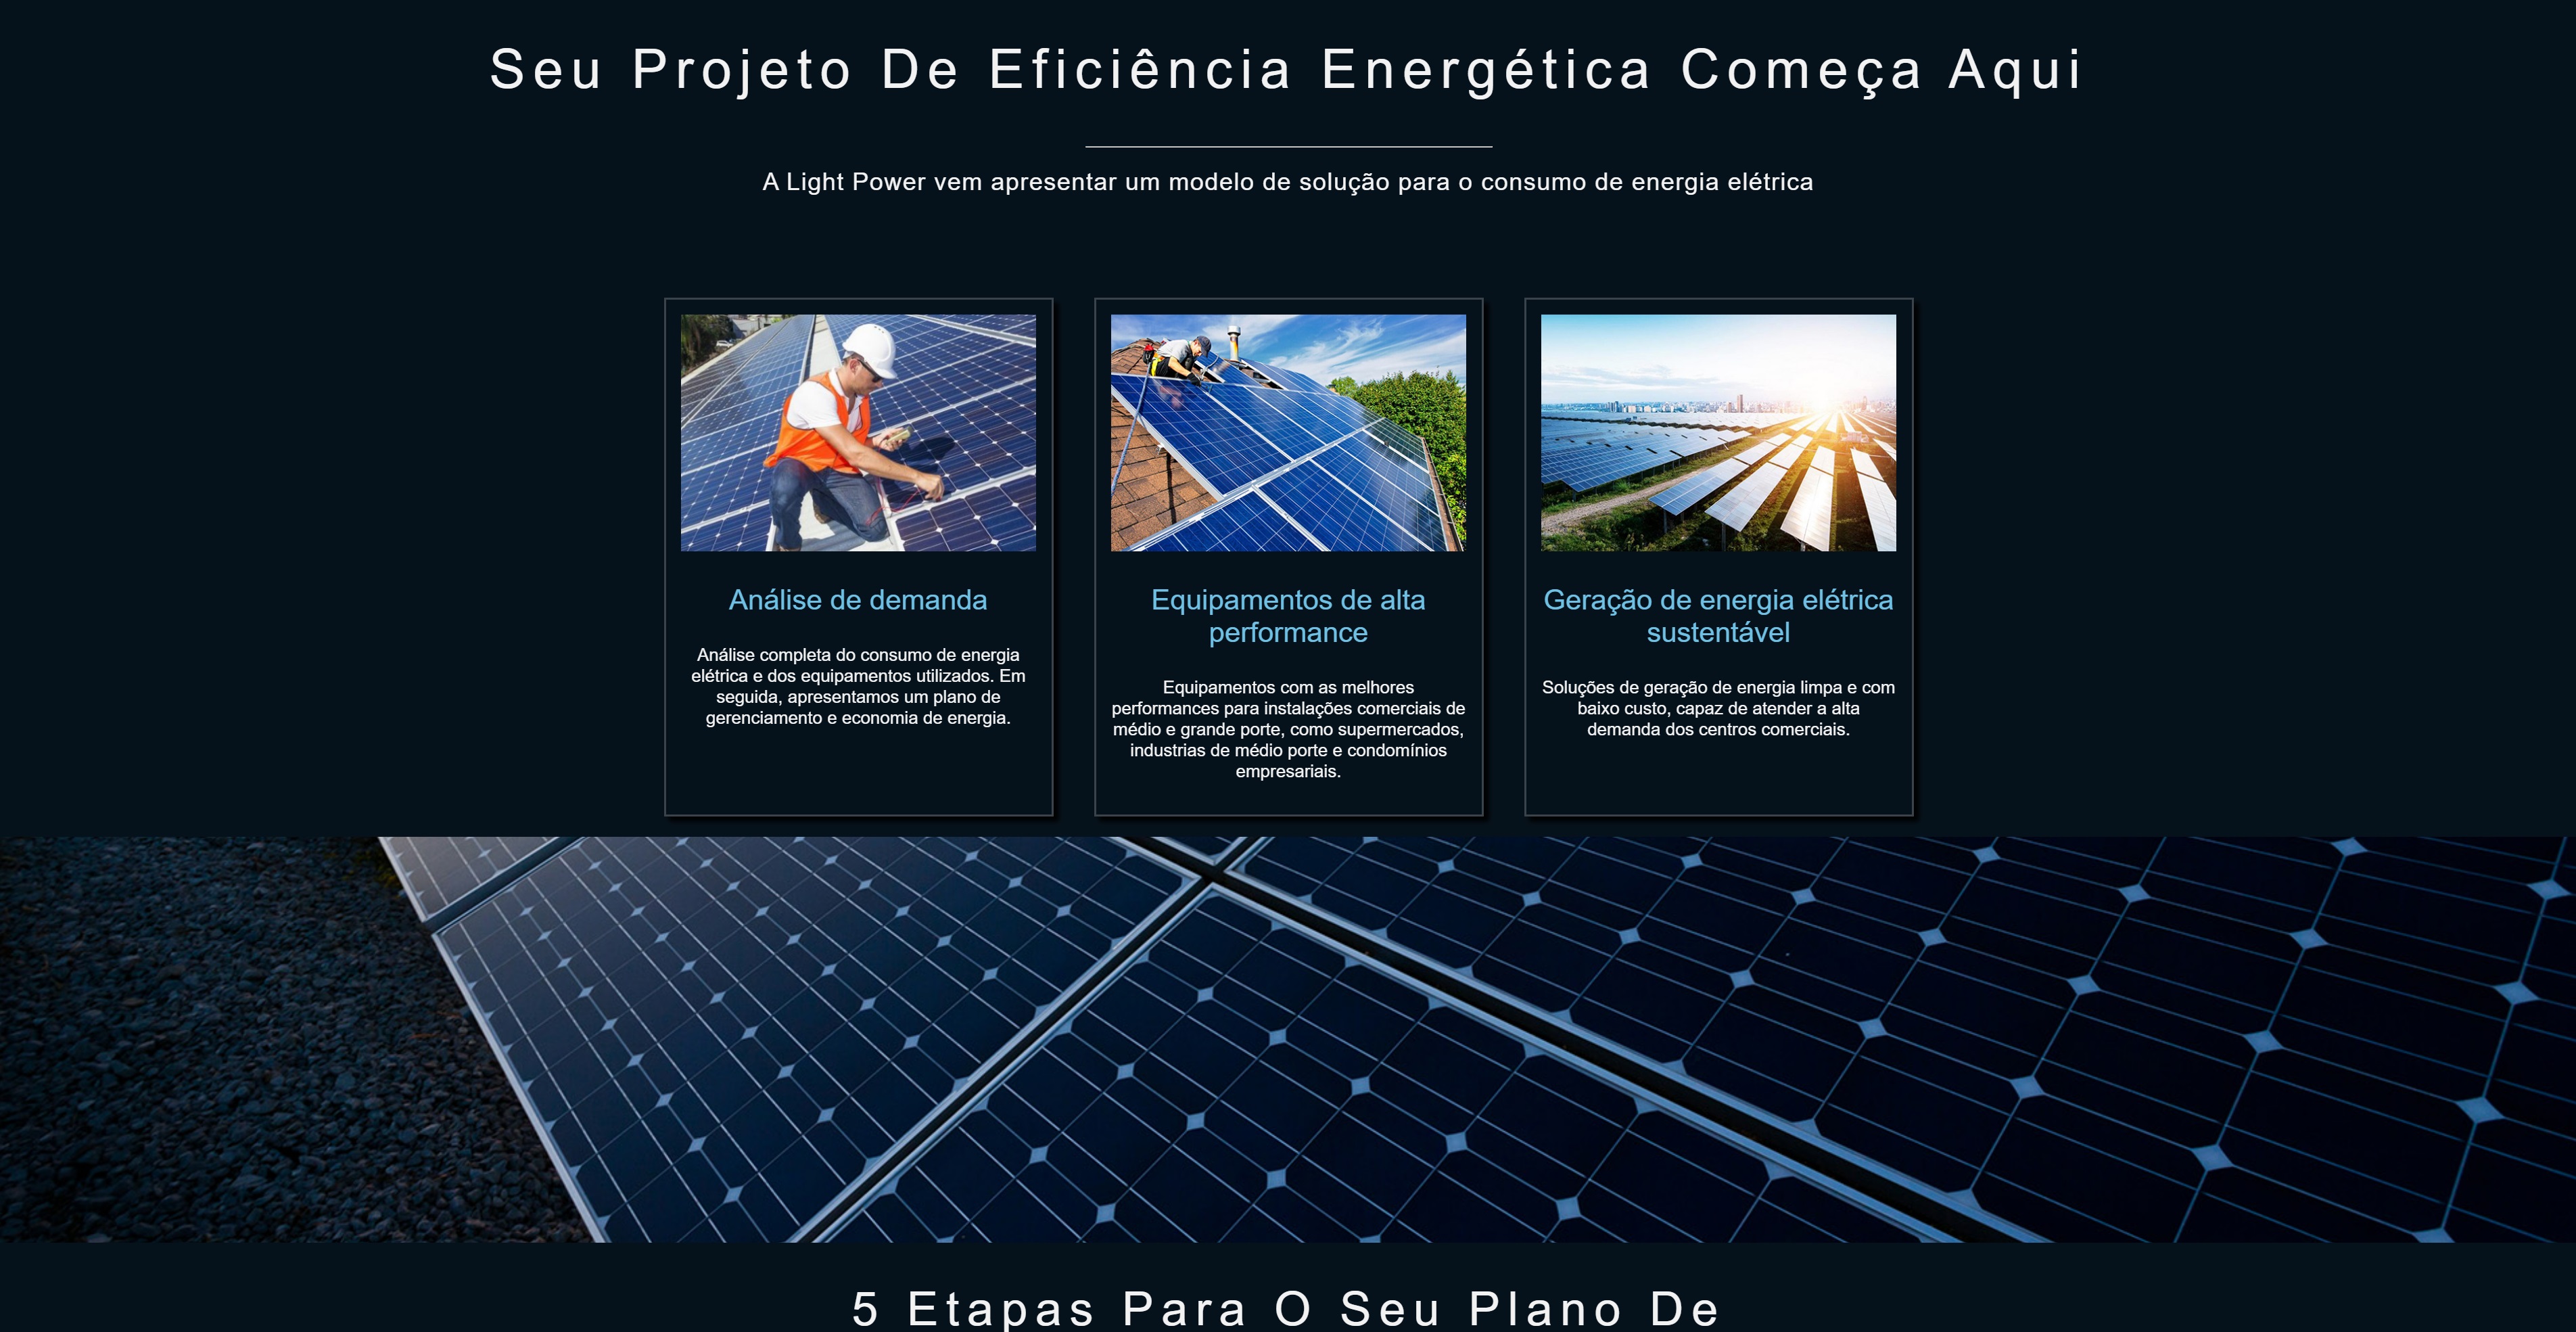 Seu Projeto De Eficiência Energética Começa Aqui
A Light Power vem apresentar um modelo de solução para o consumo de energia elétrica
Análise de demanda
Análise completa do consumo de energia
elétrica e dos equipamentos utilizados. Em
seguida, apresentamos um plano de
gerenciamento e economia de energia.
Equipamentos de alta
performance
Equipamentos com as melhores
performances para instalações comerciais de
médio e grande porte, como supermercados,
industrias de médio porte e condomínios
empresariais.
Geração de energia elétrica
sustentável
Soluções de geração de energia limpa e com
baixo custo, capaz de atender a alta
demanda dos centros comerciais.
5 Etapas Para O Seu Plano De